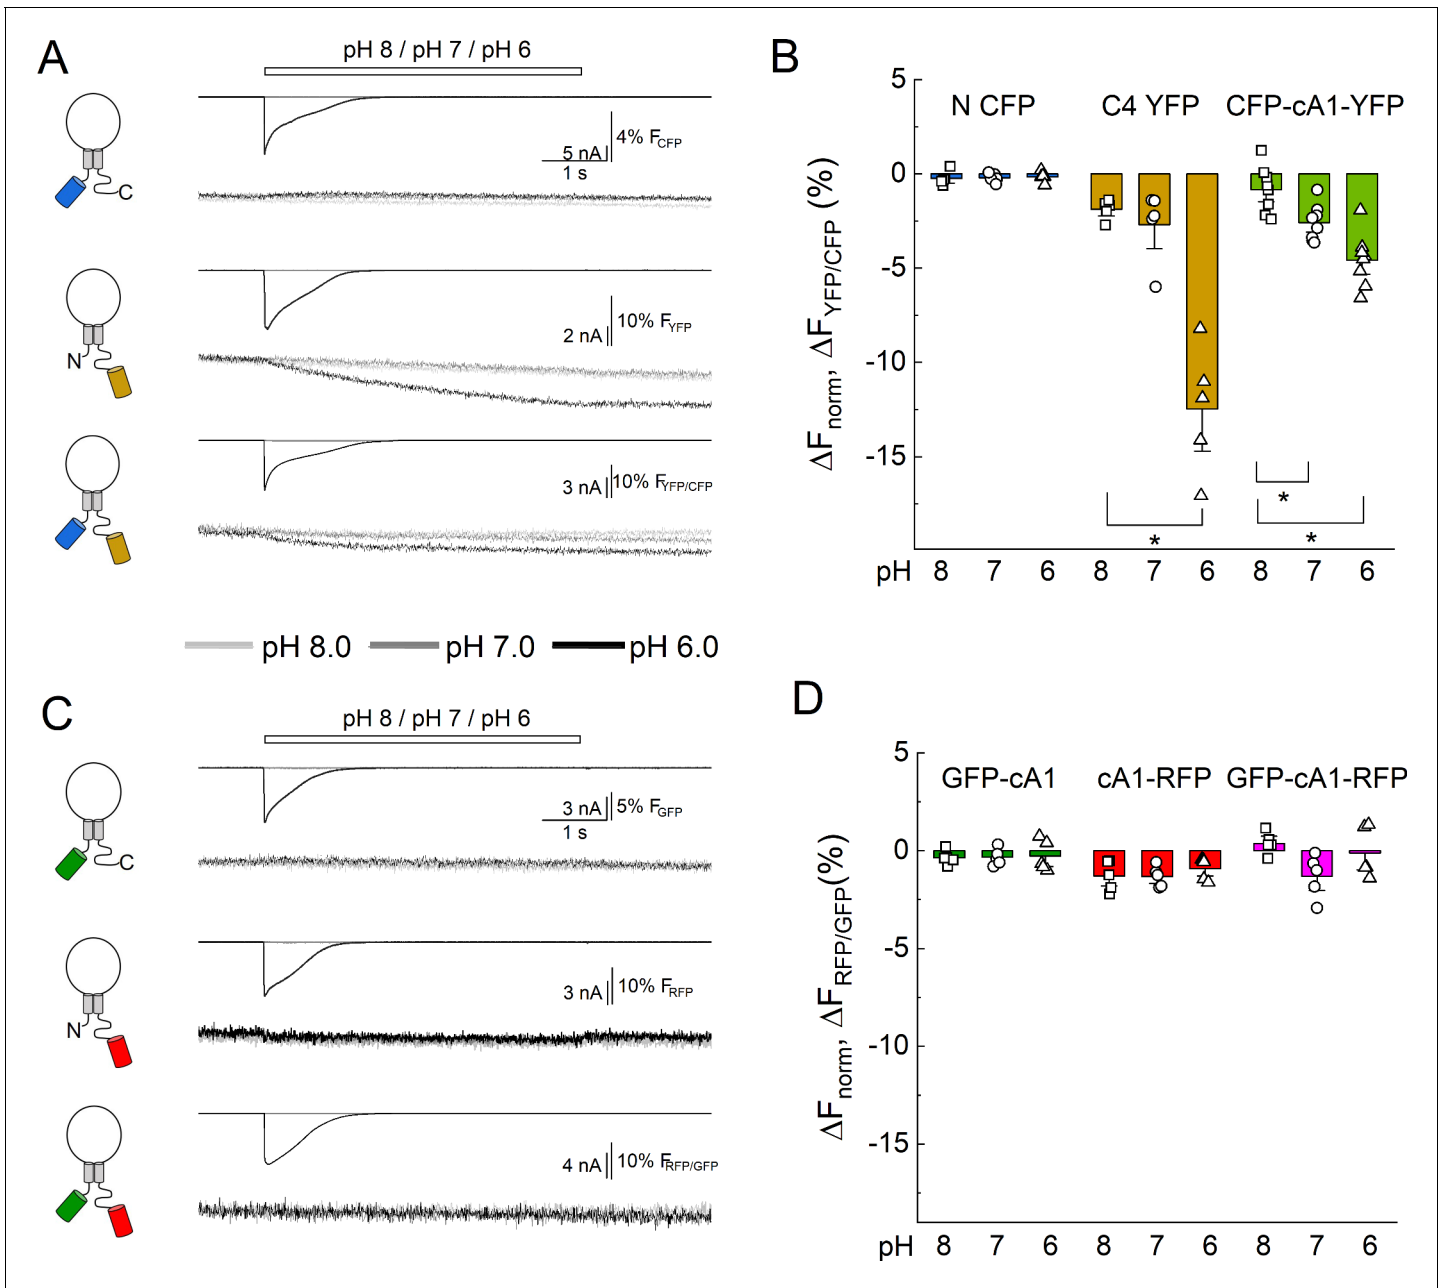 A
pH 8 / pH 7 / pH 6
5 nA
4% FCFP
1 s
C
2 nA
10% FYFP
N
3 nA
10% FYFP/CFP
B
ΔFnorm, ΔFYFP/CFP (%)
5
0
-5
-10
-15
N CFP
C4 YFP
CFP-cA1-YFP
*
*
*
pH 8 7 6 8 7 6 8 7 6
pH 8.0 pH 7.0 pH 6.0
C
pH 8 / pH 7 / pH 6
3 nA
5% FGFP
1 s
C
3 nA
10% FRFP
N
4 nA
10% FRFP/GFP
D
ΔFnorm, ΔFRFP/GFP(%)
5
0
-5
-10
-15
GFP-cA1
cA1-RFP
GFP-cA1-RFP
pH 8 7 6 8 7 6 8 7 6